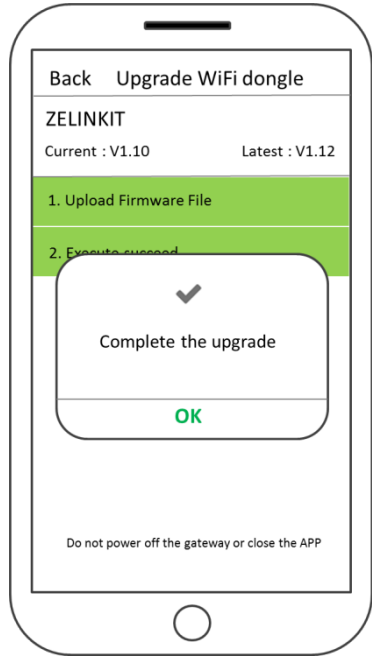 Back Upgrade WiFi dongle
ZELINKIT
Current : V1.10 Latest : V1.12
1. Upload Firmware File
2. Execute succeed
Complete the upgrade
OK
Do not power off the gateway or close the APP